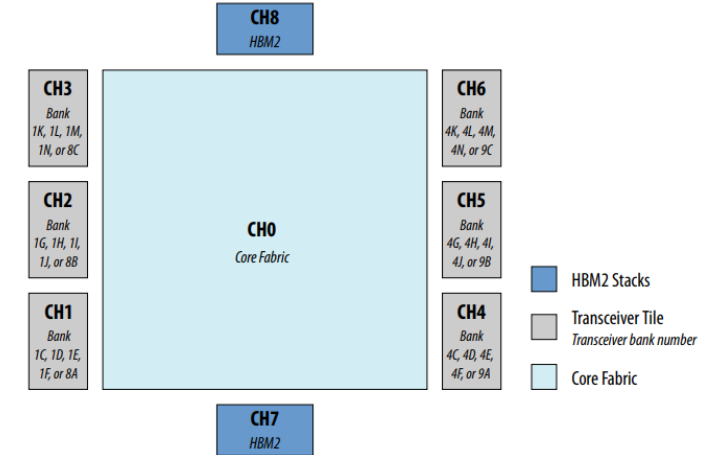 CH8
HBM2
CH3
Bank
1K, 1L, 1M,
1N, or 8C
CH6
Bank
4K, 4L, 4M,
4N, or 9C
CH2
Bank
1G, 1H, 1I,
1J, or 8B
CH0
Core Fabric
CH5
Bank
4G, 4H, 4I,
4J, or 9B
CH1
Bank
1C, 1D, 1E,
1F, or 8A
CH4
Bank
4C, 4D, 4E,
4F, or 9A
CH7
HBM2
HBM2 Stacks
Transceiver Tile
Transceiver bank number
Core Fabric